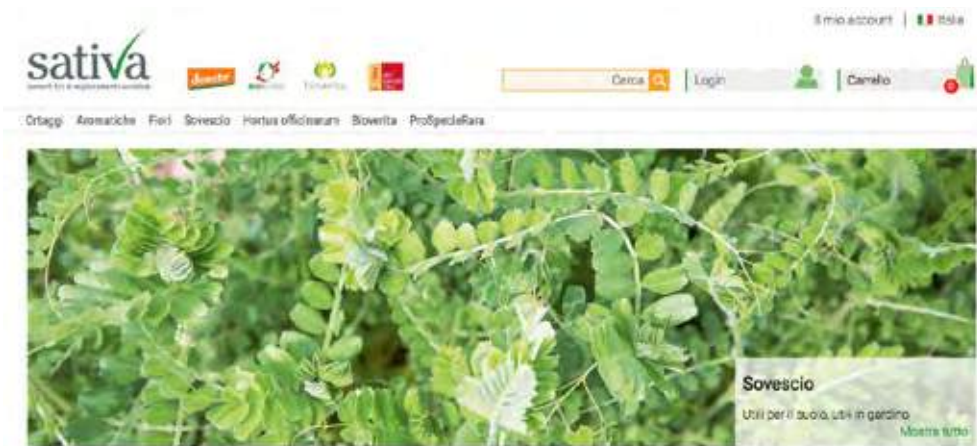 Il mio account | Italia
sativa
demeter
Cerca
Login
Carrello
0
Ortaggi Aromatiche Fiori Sovescio Hortus officinarum Bioverita ProSpecieRara
Sovescio
Utili per il suolo, utili in giardino
Mostra tutto